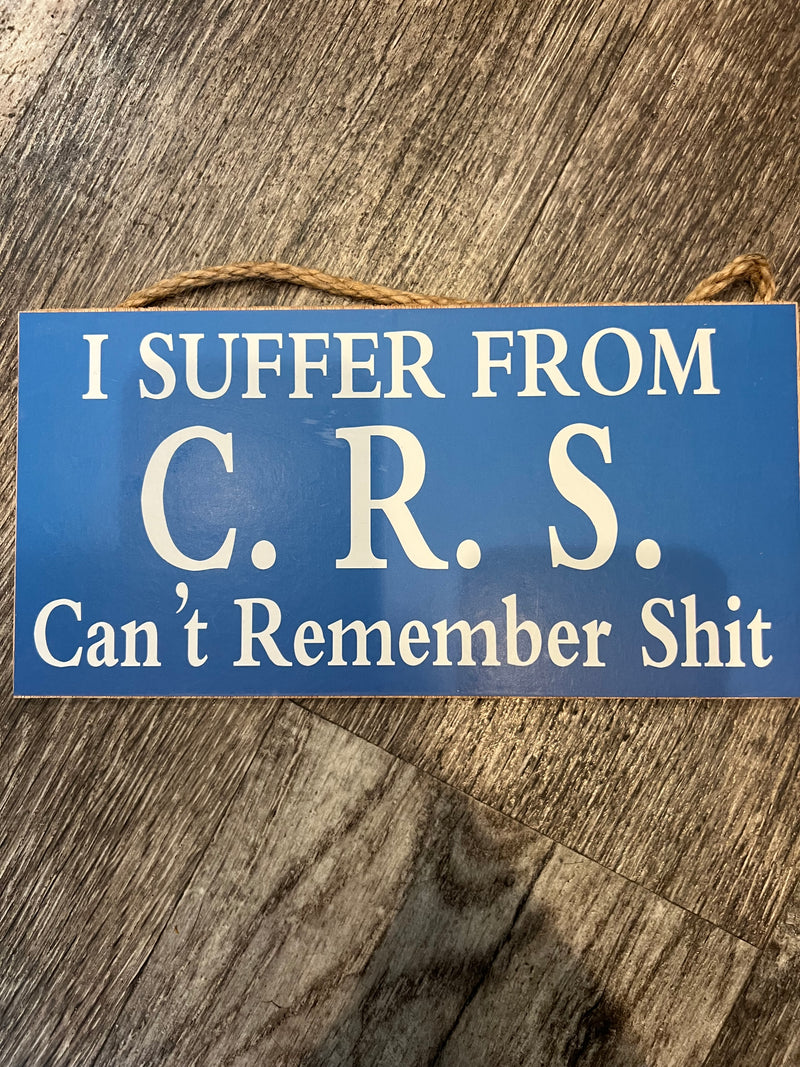 I SUFFER FROM
C. R. S.
Can't Remember Shit